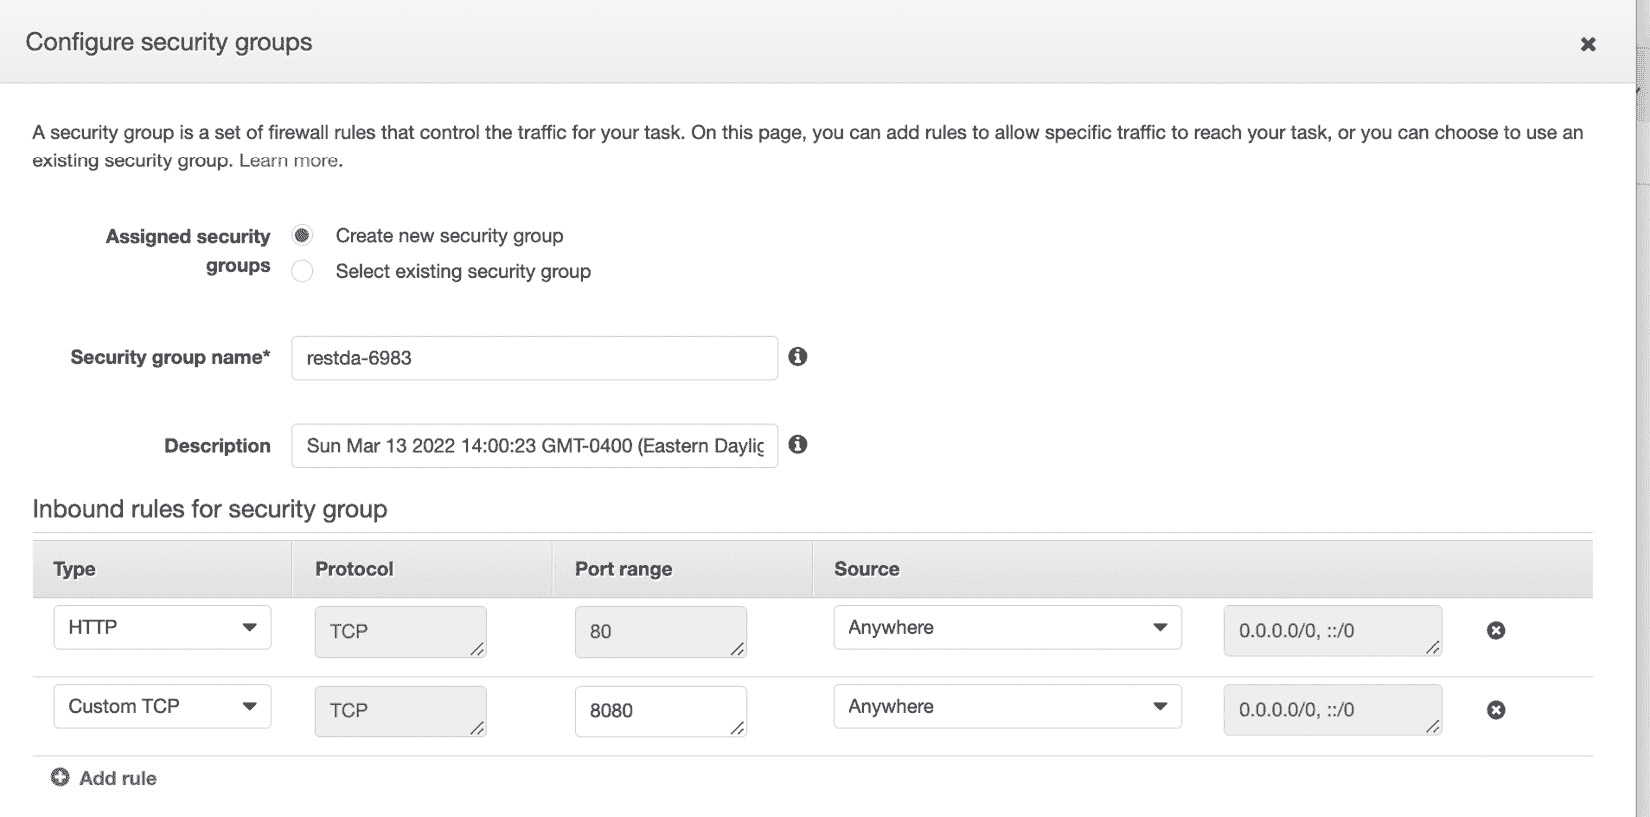 Configure security groups
A security group is a set of firewall rules that control the traffic for your task. On this page, you can add rules to allow specific traffic to reach your task, or you can choose to use an
existing security group. Learn more.
Assigned security
groups
Create new security group
Select existing security group
Security group name*
restda-6983
Description
Sun Mar 13 2022 14:00:23 GMT-0400 (Eastern Daylig
Inbound rules for security group
Type Protocol Port range Source
HTTP TCP 80 Anywhere 0.0.0.0/0, ::/0
Custom TCP TCP 8080 Anywhere 0.0.0.0/0, ::/0
Add rule